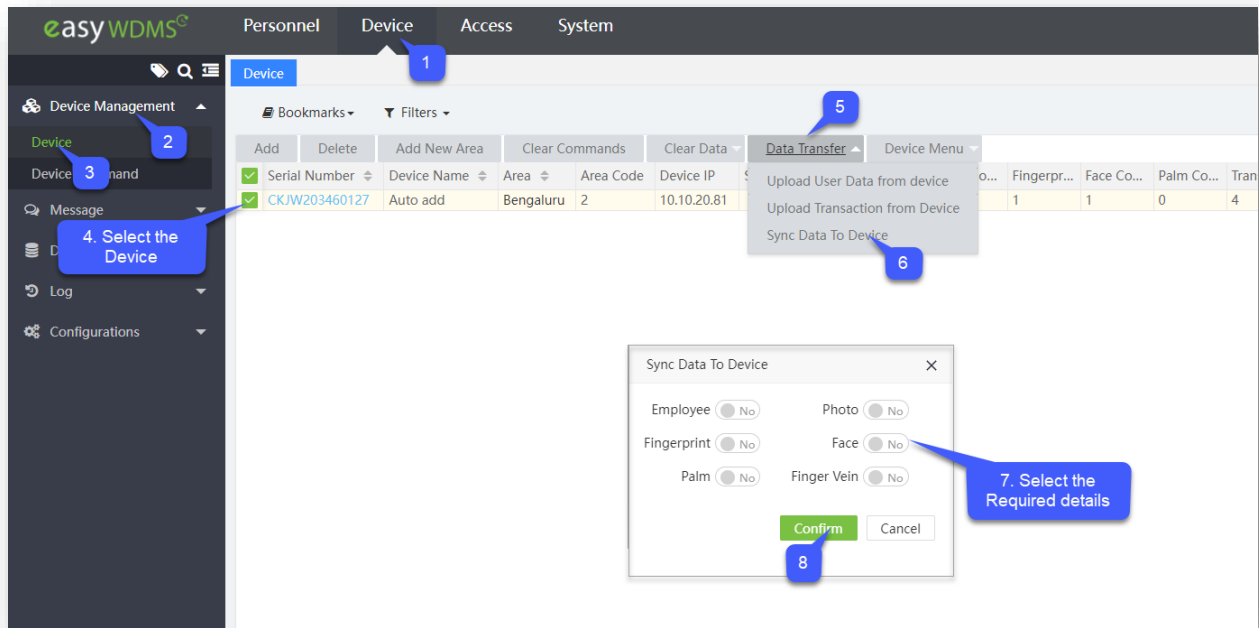 easy WDMS
Personnel Device Access System
1
Device
Device Management
2
Bookmarks Filters
5
Device
3
Add Delete Add New Area Clear Commands Clear Data Data Transfer Device Menu
Device mand
Serial Number Device Name Area Area Code Device IP S o... Fingerpr... Face Co... Palm Co... Tran
CKJW203460127 Auto add Bengaluru 2 10.10.20.81 1 1 0 4
Upload User Data from device
Upload Transaction from Device
Sync Data To Device
6
Message
4. Select the
Device
D
Log
Configurations
Sync Data To Device
Employee No Photo No
Fingerprint No Face No
Palm No Finger Vein No
7. Select the
Required details
Confirm Cancel
8